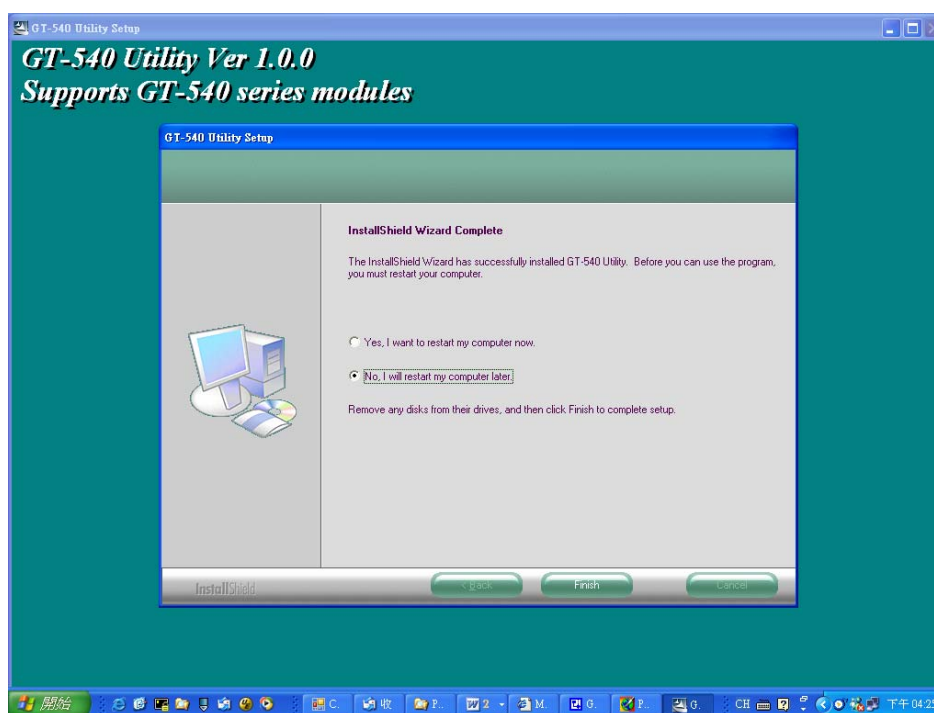 GT-540 Utility Setup
GT-540 Utility Ver 1.0.0
Supports GT-540 series modules
GT-540 Utility Setup
InstallShield Wizard Complete
The InstallShield Wizard has successfully installed GT-540 Utility. Before you can use the program,
you must restart your computer.
Yes, I want to restart my computer now.
No, I will restart my computer later.
Remove any disks from their drives, and then click Finish to complete setup.
InstallShield
< Back
Finish
Cancel
開始
C.
收
P..
2
M.
G.
P..
G.
CH
下午 04:25